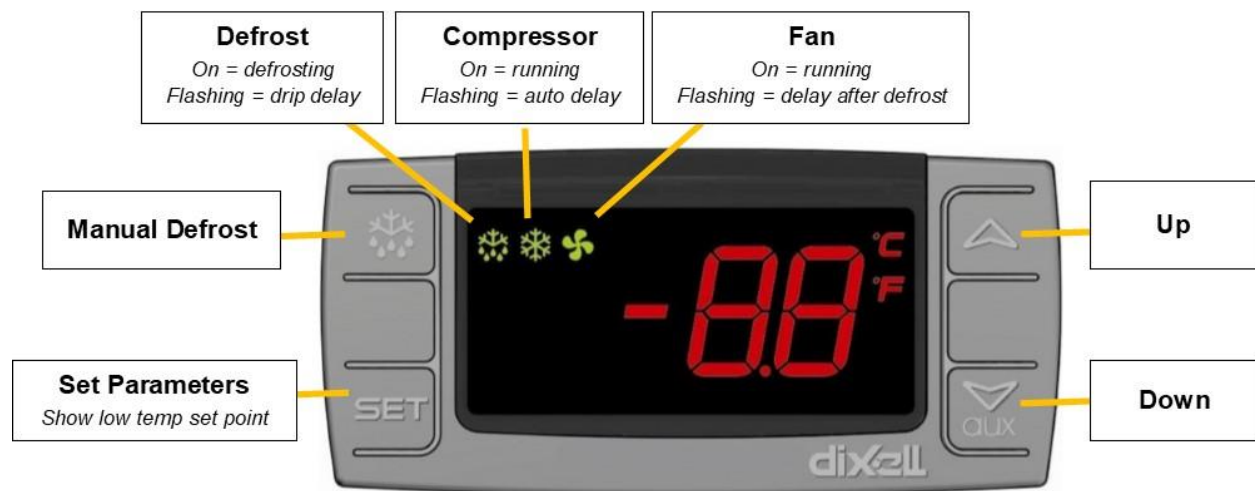 Defrost
On = defrosting
Flashing = drip delay
Compressor
On = running
Flashing = auto delay
Fan
On = running
Flashing = delay after defrost
Manual Defrost
Up
°C
°F
-8.8
Set Parameters
Show low temp set point
SET
Down
aux
dixell